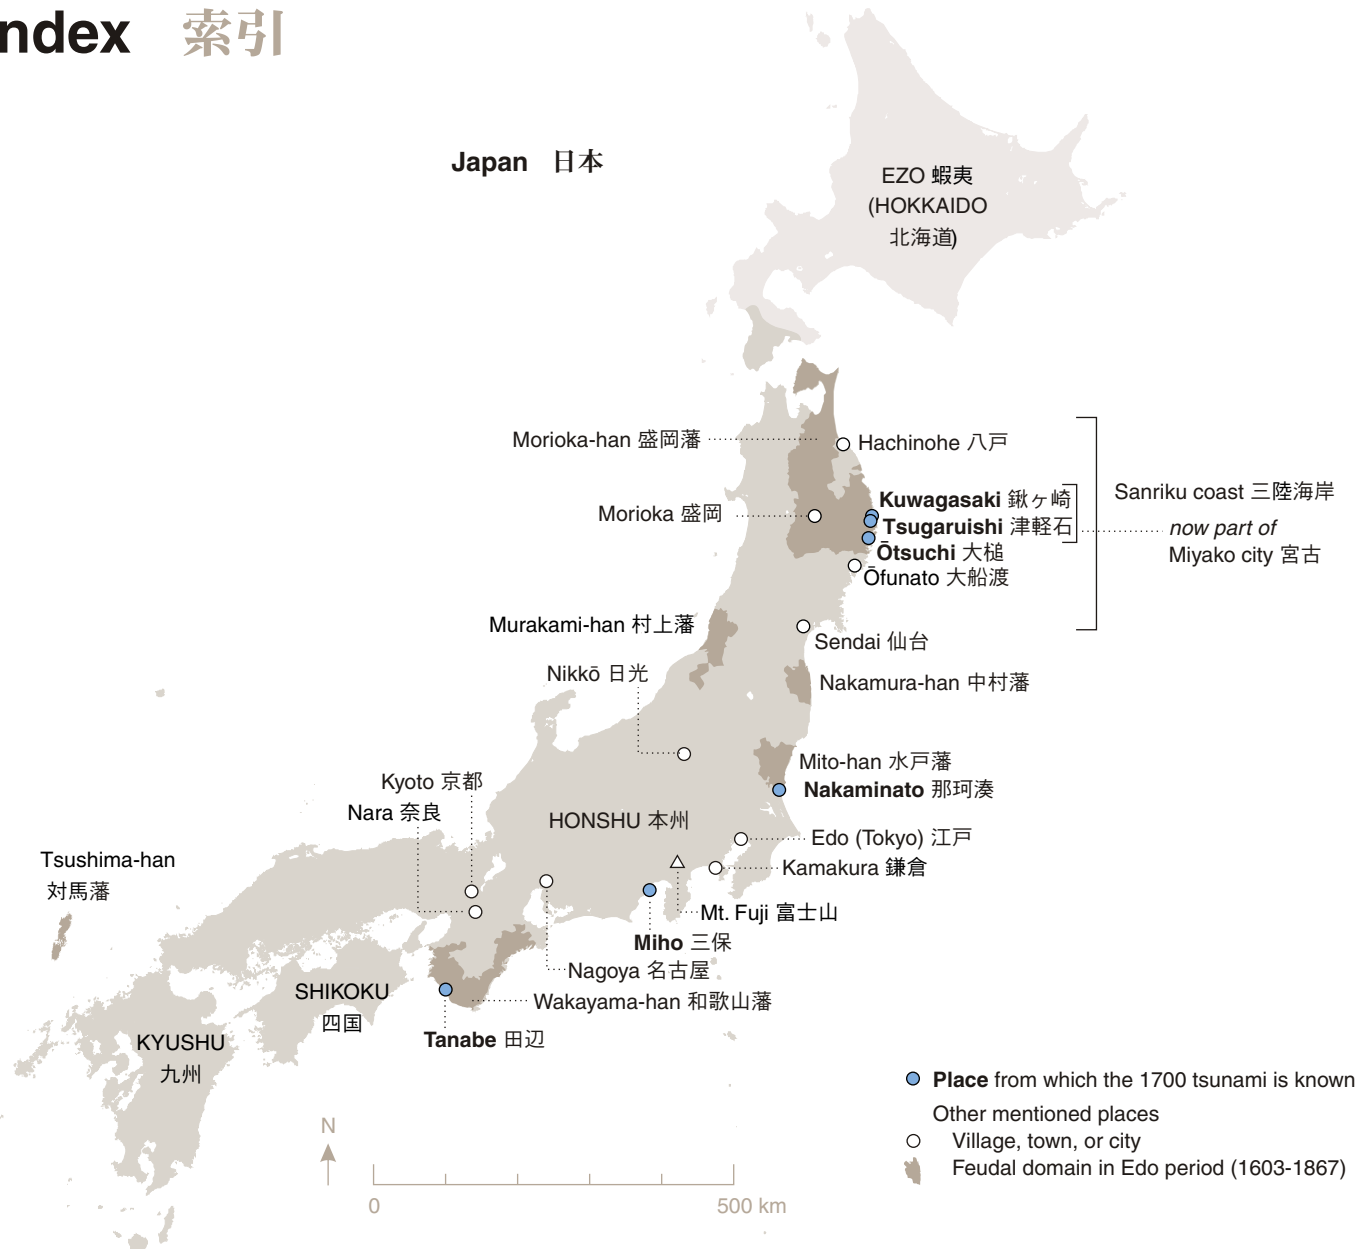 ndex 索引
Japan 日本
EZO 蝦夷
(HOKKAIDO
北海道)
Morioka-han 盛岡藩
Hachinohe 八戸
Kuwagasaki 鍬ヶ崎
Sanriku coast 三陸海岸
Morioka 盛岡
Tsugaruishi 津軽石
now part of
Miyako city 宮古
Ōtsuchi 大槌
Ōfunato 大船渡
Murakami-han 村上藩
Sendai 仙台
Nikkō 日光
Nakamura-han 中村藩
Mito-han 水戸藩
Kyoto 京都
Nakaminato 那珂湊
Nara 奈良
HONSHU 本州
Edo (Tokyo) 江戸
Tsushima-han
対馬藩
Kamakura 鎌倉
Mt. Fuji 富士山
Miho 三保
Nagoya 名古屋
SHIKOKU
四国
Wakayama-han 和歌山藩
Tanabe 田辺
KYUSHU
九州
Place from which the 1700 tsunami is known
Other mentioned places
Village, town, or city
Feudal domain in Edo period (1603-1867)
N
0 500 km